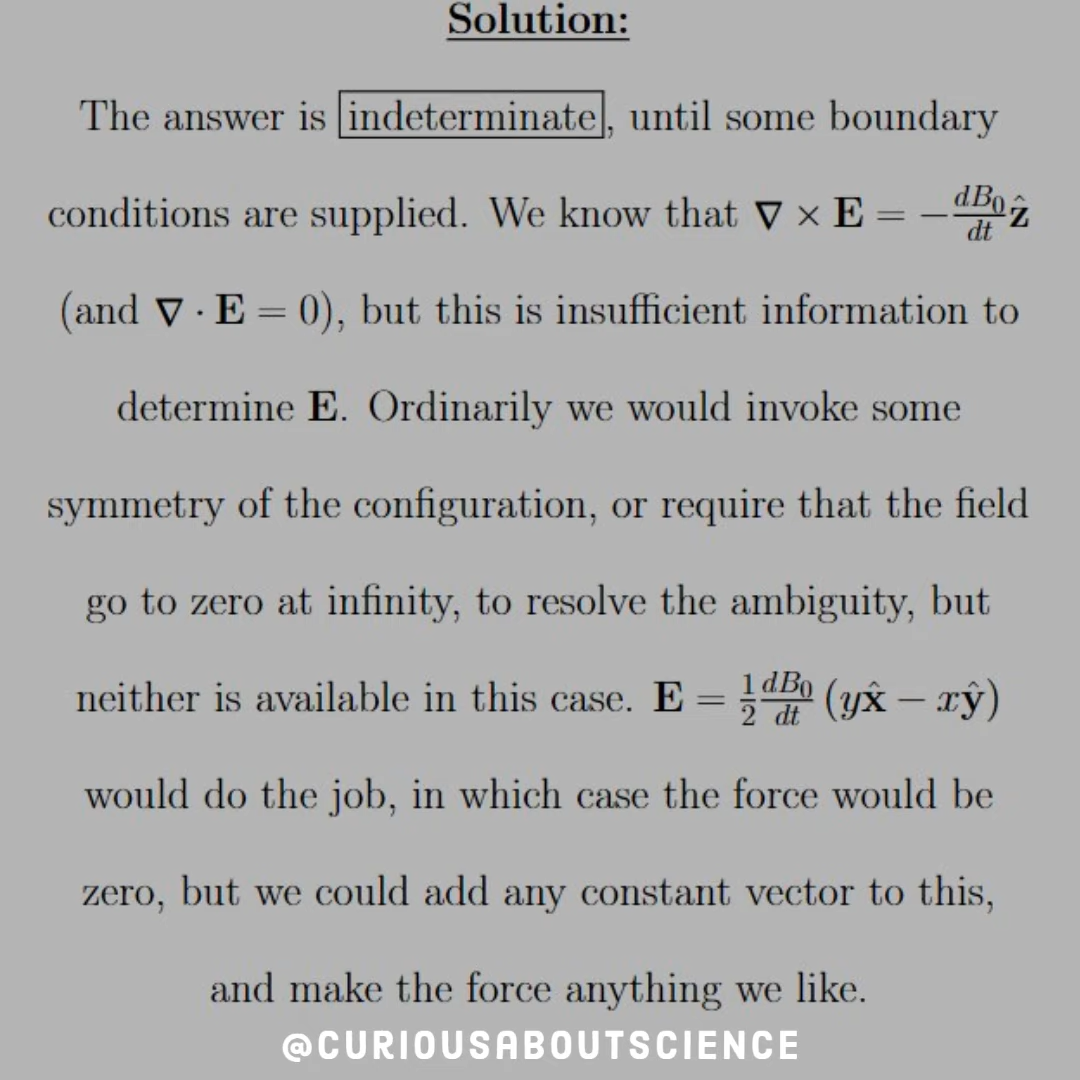 Solution:
The answer is indeterminate, until some boundary
conditions are supplied. We know that ∇ × E = −dB₀/dt ẑ
(and ∇ · E = 0), but this is insufficient information to
determine E. Ordinarily we would invoke some
symmetry of the configuration, or require that the field
go to zero at infinity, to resolve the ambiguity, but
neither is available in this case. E = 1/2 dB₀/dt (yx̂ − xŷ)
would do the job, in which case the force would be
zero, but we could add any constant vector to this,
and make the force anything we like.
@CURIOUSABOUTSCIENCE